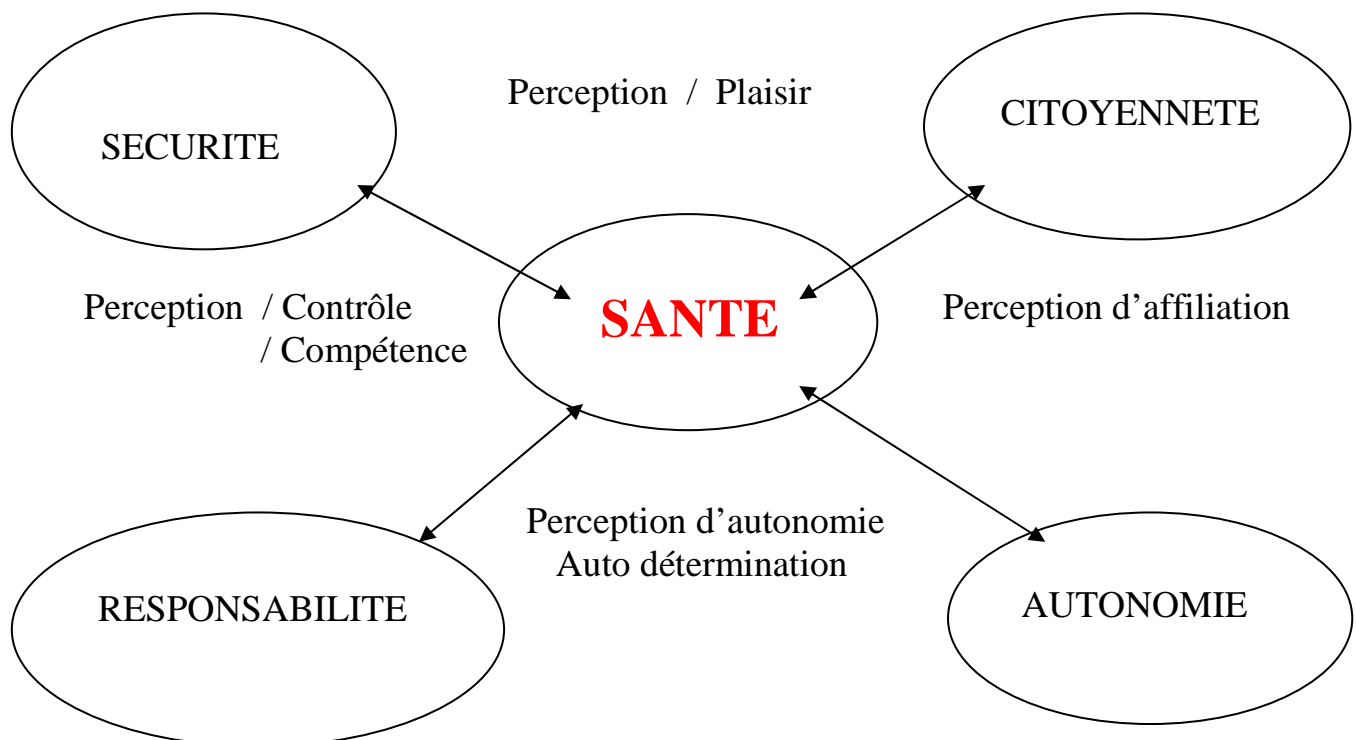 Perception / Plaisir
CITOYENNETE
SECURITE
Perception / Contrôle
/ Compétence
SANTE
Perception d’affiliation
Perception d’autonomie
Auto détermination
RESPONSABILITE
AUTONOMIE